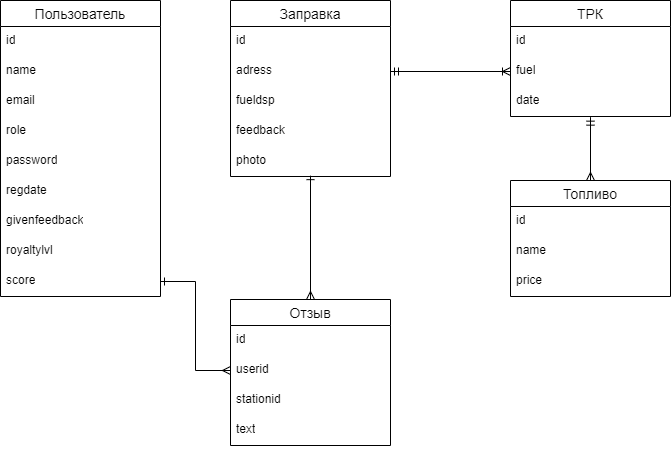 Пользователь
id
name
email
role
password
regdate
givenfeedback
royaltylvl
score
Заправка
id
adress
fueldsp
feedback
photo
ТРК
id
fuel
date
Топливо
id
name
price
Отзыв
id
userid
stationid
text